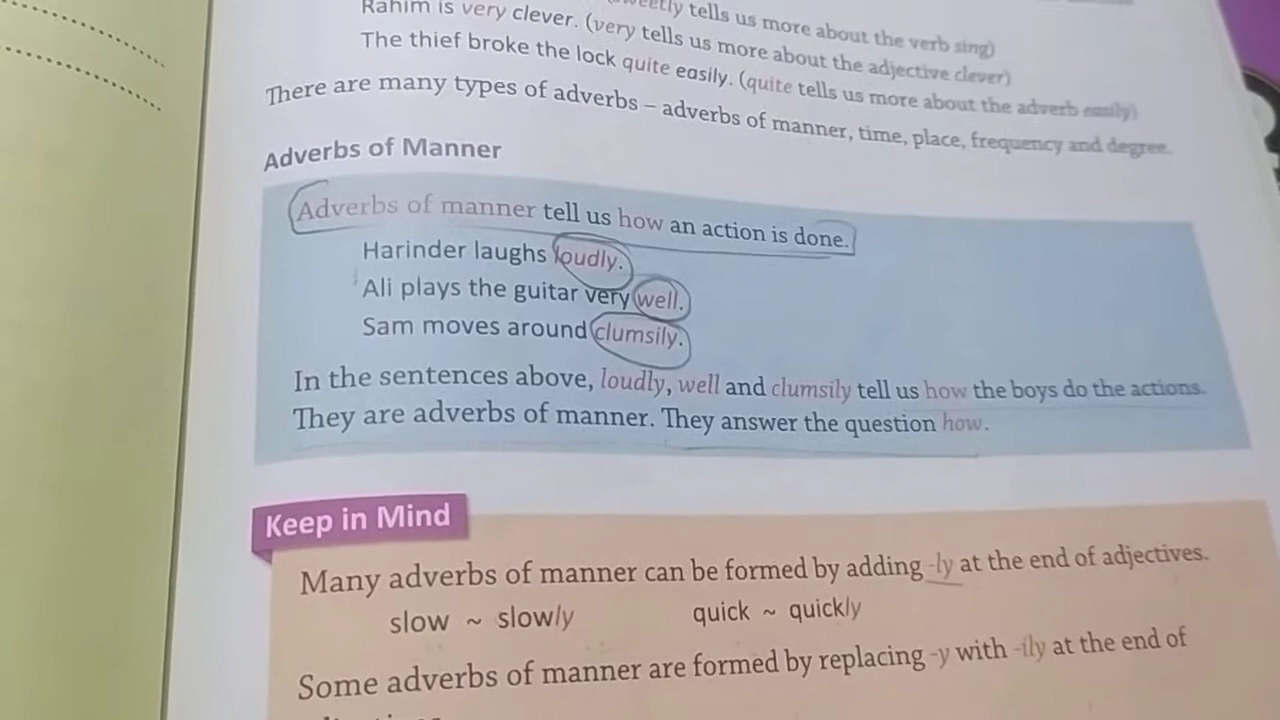 tells us more about the verb sing)
Rahim is very clever. (very tells us more about the adjective clever)
The thief broke the lock quite easily. (quite tells us more about the adverb easily)
There are many types of adverbs – adverbs of manner, time, place, frequency and degree.
Adverbs of Manner
Adverbs of manner tell us how an action is done.
Harinder laughs loudly.
Ali plays the guitar very well.
Sam moves around clumsily.
In the sentences above, loudly, well and clumsily tell us how the boys do the actions.
They are adverbs of manner. They answer the question how.
Keep in Mind
Many adverbs of manner can be formed by adding -ly at the end of adjectives.
slow ~ slowly quick ~ quickly
Some adverbs of manner are formed by replacing -y with -ily at the end of